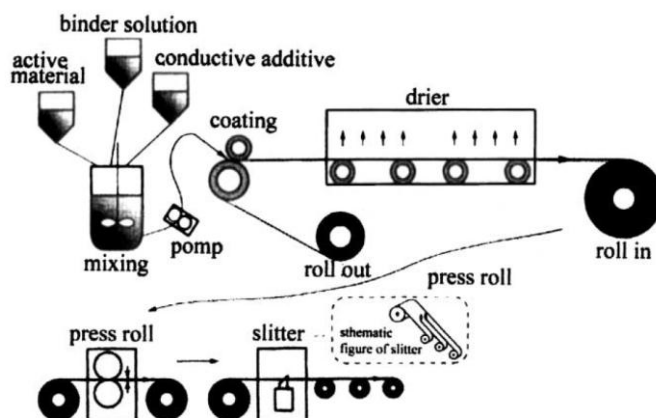 binder solution
active
material
conductive additive
coating
drier
mixing
pomp
roll out
roll in
press roll
press roll
slitter
sthematic
figure of slitter